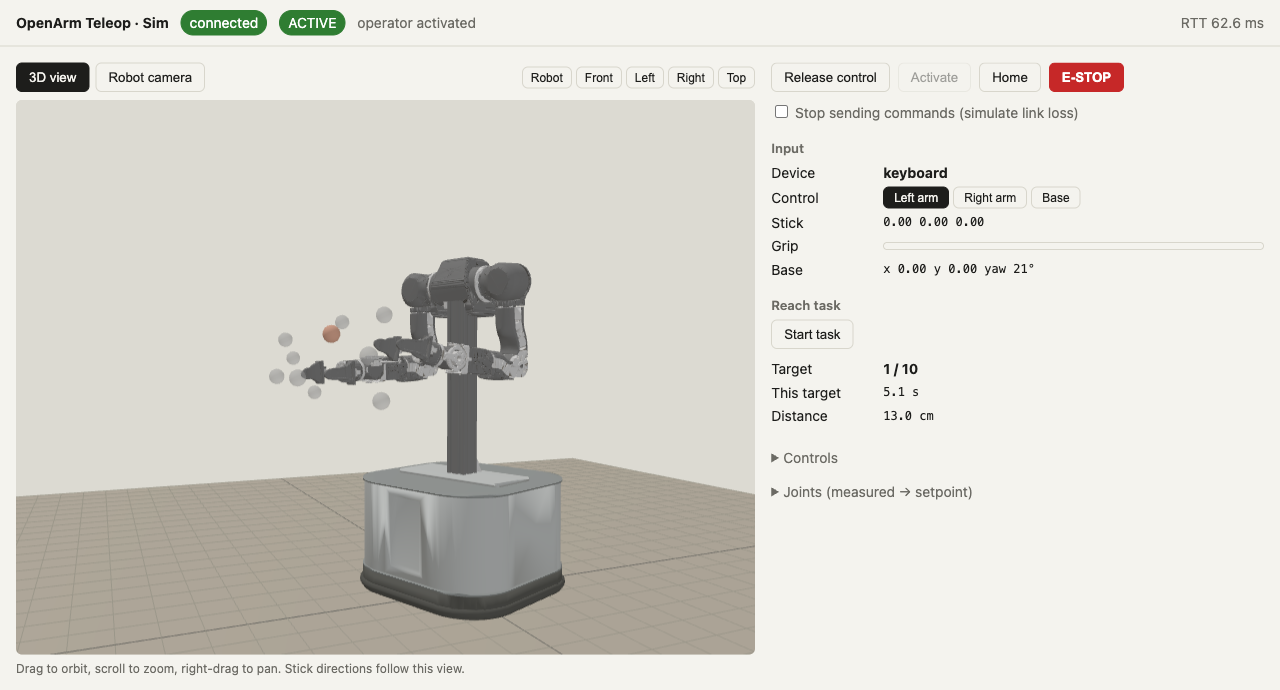 OpenArm Teleop · Sim connected ACTIVE operator activated RTT 62.6 ms
3D view Robot camera Robot Front Left Right Top
Release control Activate Home E-STOP
Stop sending commands (simulate link loss)
Input
Device keyboard
Control Left arm Right arm Base
Stick 0.00 0.00 0.00
Grip
Base x 0.00 y 0.00 yaw 21°
Reach task
Start task
Target 1 / 10
This target 5.1 s
Distance 13.0 cm
Controls
Joints (measured → setpoint)
Drag to orbit, scroll to zoom, right-drag to pan. Stick directions follow this view.